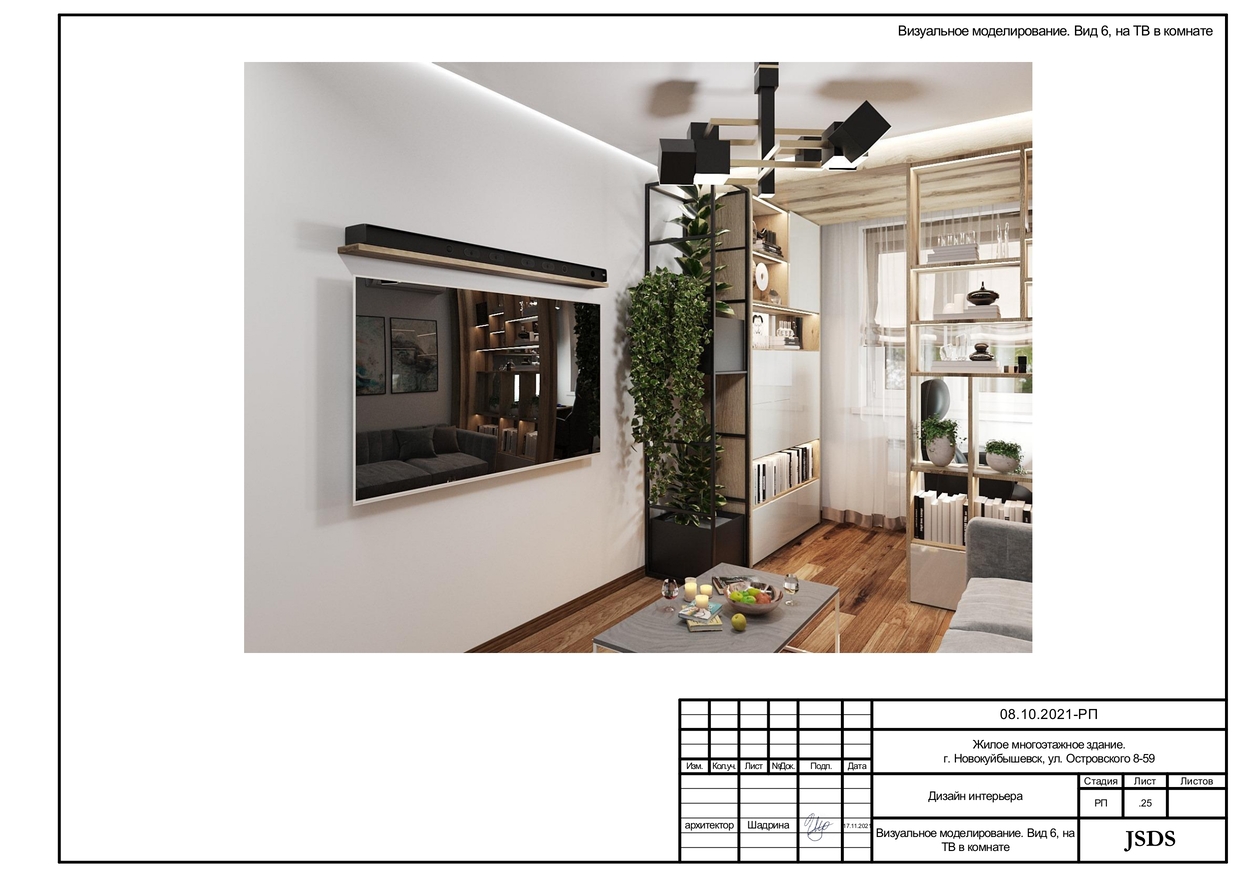 Визуальное моделирование. Вид 6, на ТВ в комнате
08.10.2021-РП
Жилое многоэтажное здание.
г. Новокуйбышевск, ул. Островского 8-59
Изм. Кол.уч. Лист №Док. Подп. Дата
Дизайн интерьера
Стадия Лист Листов
РП .25
архитектор Шадрина 17.11.2021
Визуальное моделирование. Вид 6, на
ТВ в комнате
JSDS